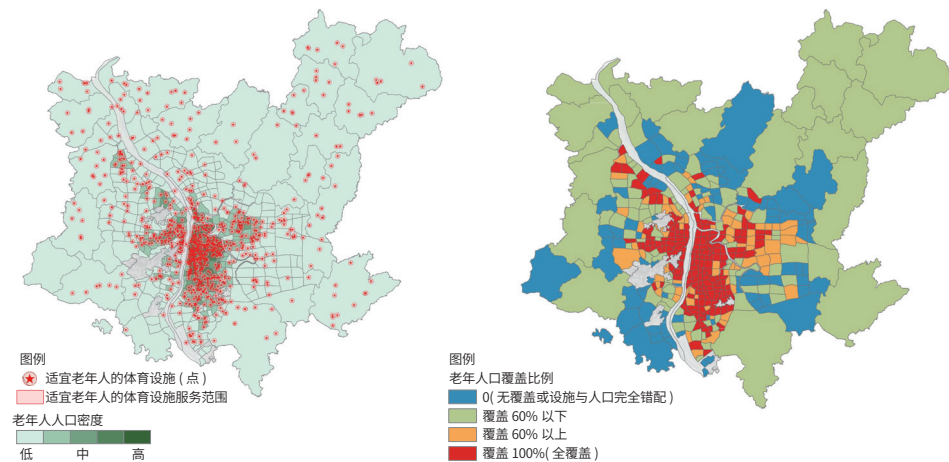 图例
适宜老年人的体育设施 ( 点 )
适宜老年人的体育设施服务范围
老年人人口密度
低 中 高
图例
老年人口覆盖比例
0( 无覆盖或设施与人口完全错配 )
覆盖 60% 以下
覆盖 60% 以上
覆盖 100%( 全覆盖 )